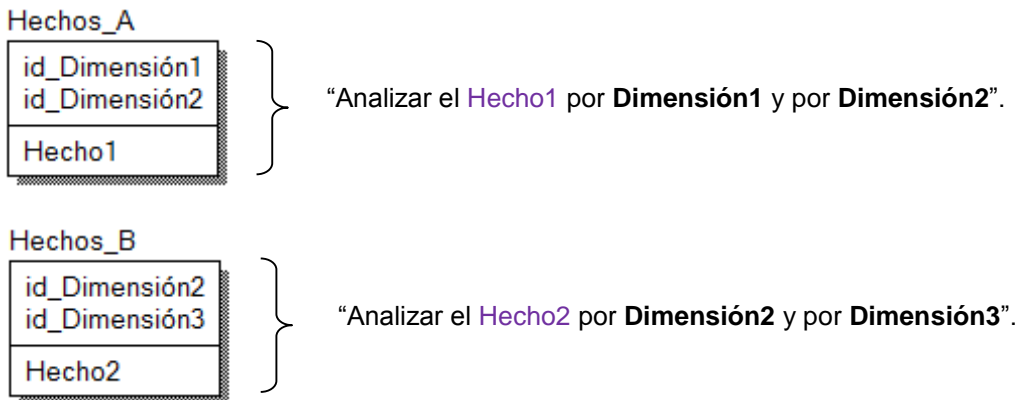 Hechos_A
id_Dimensión1
id_Dimensión2
Hecho1
“Analizar el Hecho1 por Dimensión1 y por Dimensión2”.
Hechos_B
id_Dimensión2
id_Dimensión3
Hecho2
“Analizar el Hecho2 por Dimensión2 y por Dimensión3”.